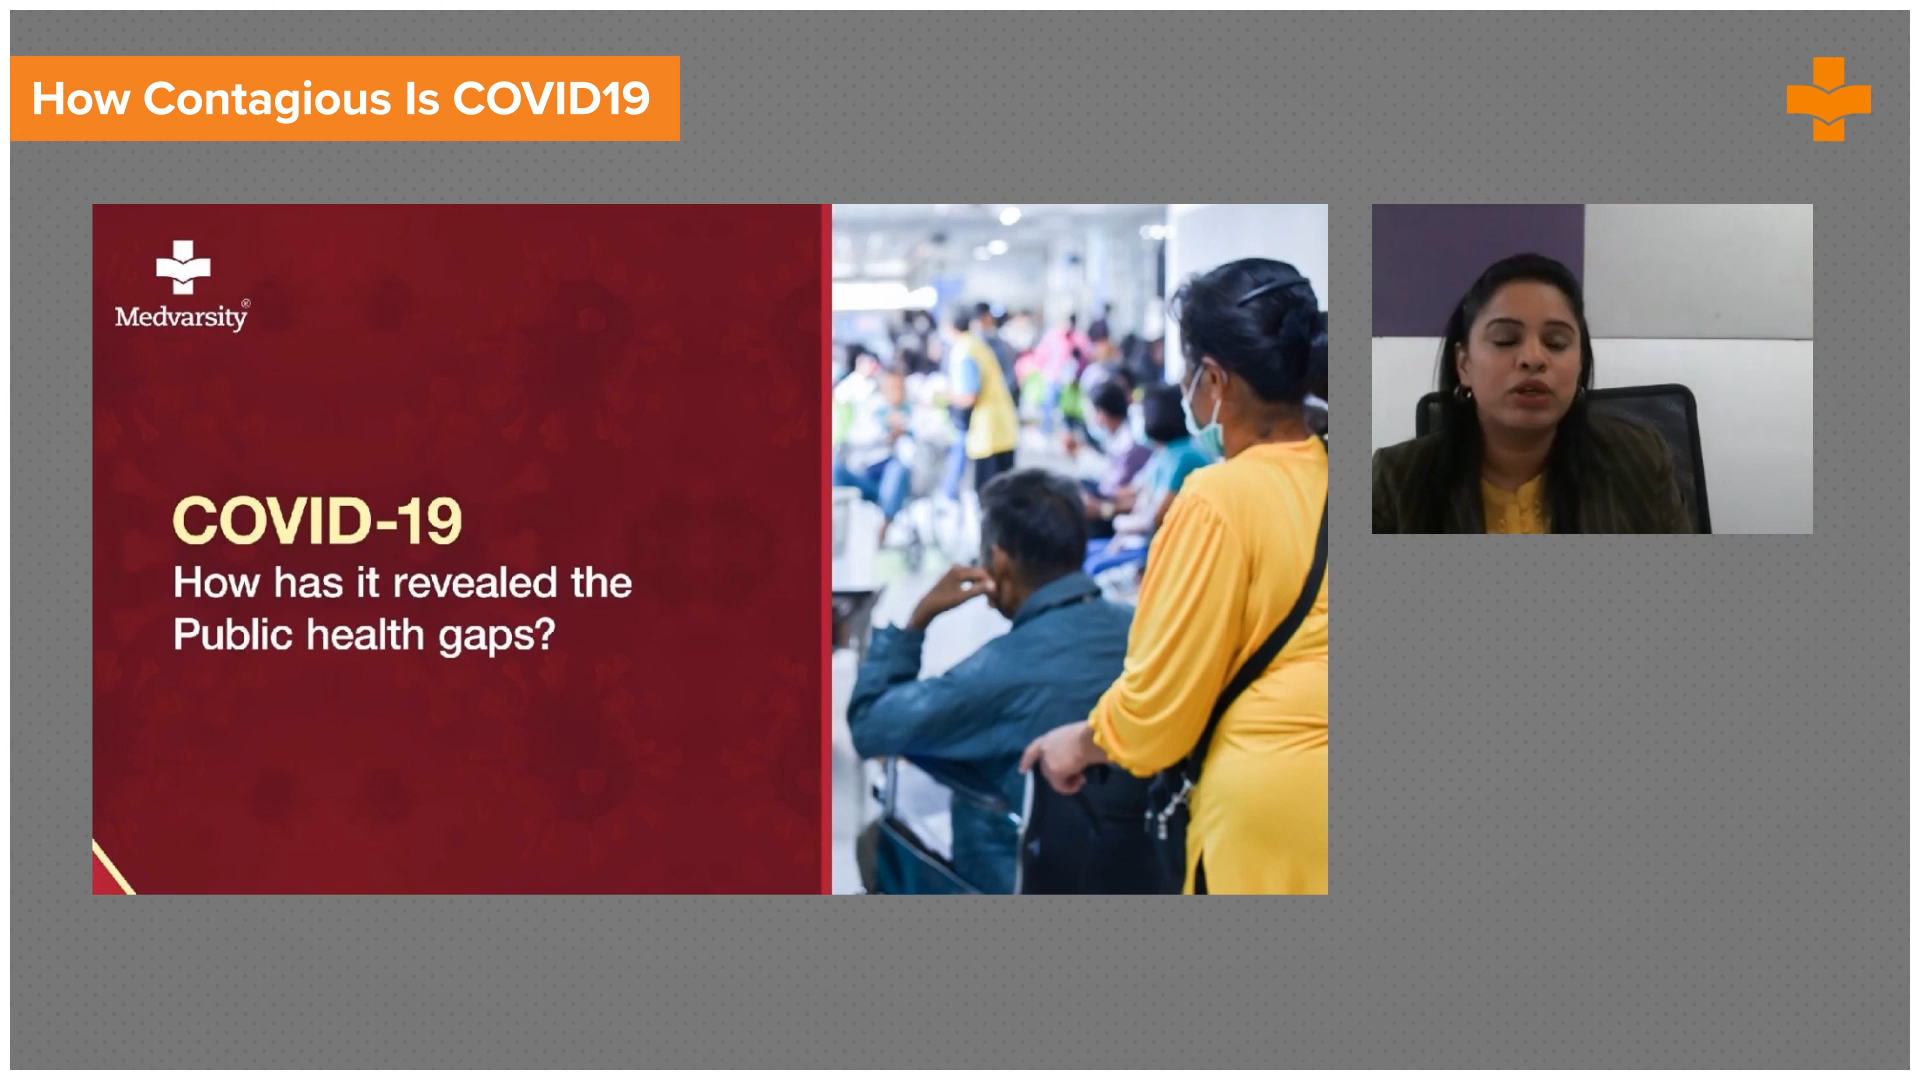 How Contagious Is COVID19
Medvarsity®
COVID-19
How has it revealed the
Public health gaps?